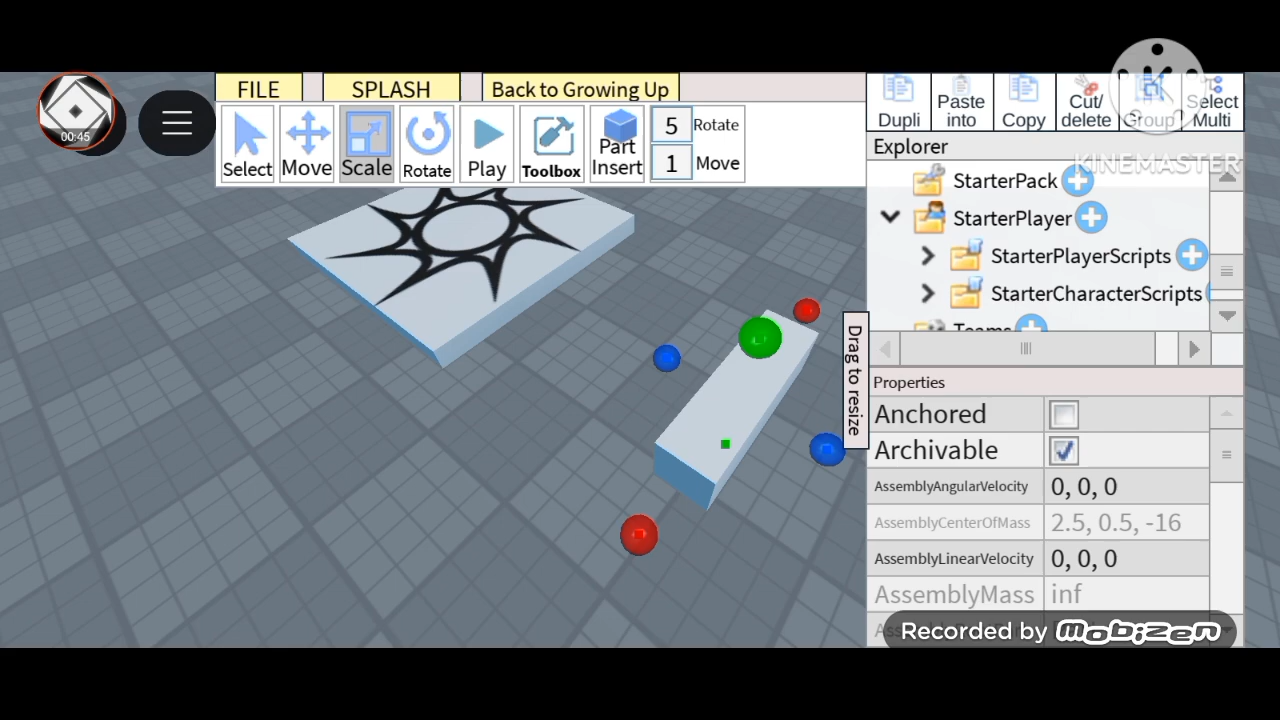 00:45
FILE
SPLASH
Back to Growing Up
Select
Move
Scale
Rotate
Play
Toolbox
Part
Insert
5 Rotate
1 Move
Dupli
Paste
into
Copy
Cut/
delete
Group
Select
Multi
KINEMASTER
Explorer
StarterPack
StarterPlayer
StarterPlayerScripts
StarterCharacterScripts
Teams
Drag to resize
Properties
Anchored
Archivable
AssemblyAngularVelocity 0, 0, 0
AssemblyCenterOfMass 2.5, 0.5, -16
AssemblyLinearVelocity 0, 0, 0
AssemblyMass inf
Recorded by Mobizen